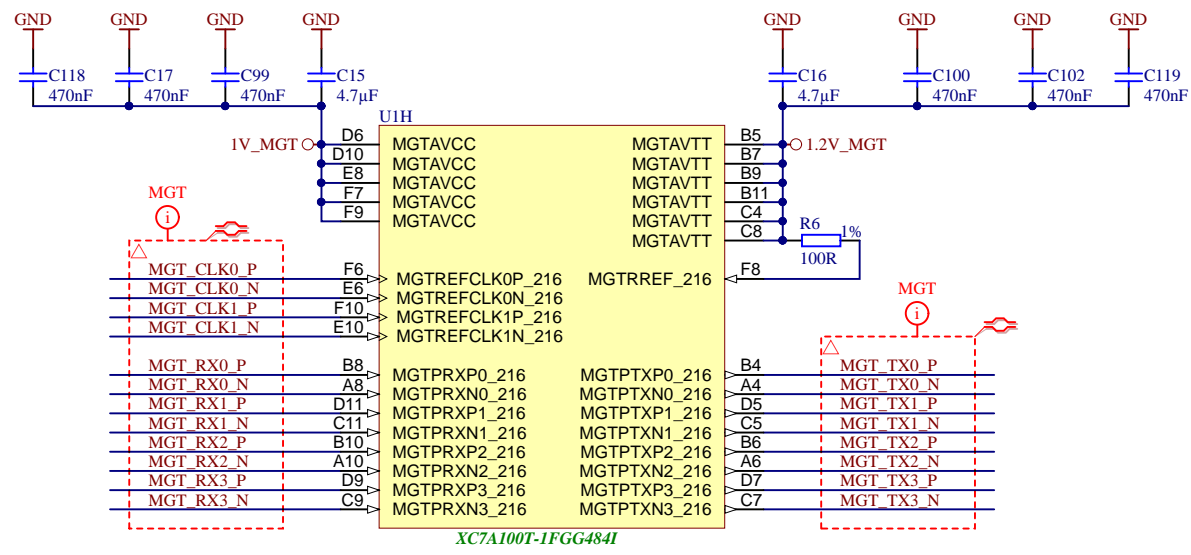 GND GND GND GND GND GND GND GND
C118 C17 C99 C15 C16 C100 C102 C119
470nF 470nF 470nF 4.7µF 4.7µF 470nF 470nF 470nF
U1H
1V_MGT D6 MGTAVCC MGTAVTT B5 1.2V_MGT
D10 MGTAVCC MGTAVTT B7
E8 MGTAVCC MGTAVTT B9
F7 MGTAVCC MGTAVTT B11
F9 MGTAVCC MGTAVTT C4
MGT
i
MGTAVTT C8 R6 1%
100R
MGT_CLK0_P F6 MGTREFCLK0P_216 MGTRREF_216 F8
MGT_CLK0_N E6 MGTREFCLK0N_216
MGT_CLK1_P F10 MGTREFCLK1P_216
MGT_CLK1_N E10 MGTREFCLK1N_216
MGT
i
MGT_RX0_P B8 MGTPRXP0_216 MGTPTXP0_216 B4 MGT_TX0_P
MGT_RX0_N A8 MGTPRXN0_216 MGTPTXN0_216 A4 MGT_TX0_N
MGT_RX1_P D11 MGTPRXP1_216 MGTPTXP1_216 D5 MGT_TX1_P
MGT_RX1_N C11 MGTPRXN1_216 MGTPTXN1_216 C5 MGT_TX1_N
MGT_RX2_P B10 MGTPRXP2_216 MGTPTXP2_216 B6 MGT_TX2_P
MGT_RX2_N A10 MGTPRXN2_216 MGTPTXN2_216 A6 MGT_TX2_N
MGT_RX3_P D9 MGTPRXP3_216 MGTPTXP3_216 D7 MGT_TX3_P
MGT_RX3_N C9 MGTPRXN3_216 MGTPTXN3_216 C7 MGT_TX3_N
XC7A100T-1FGG484I